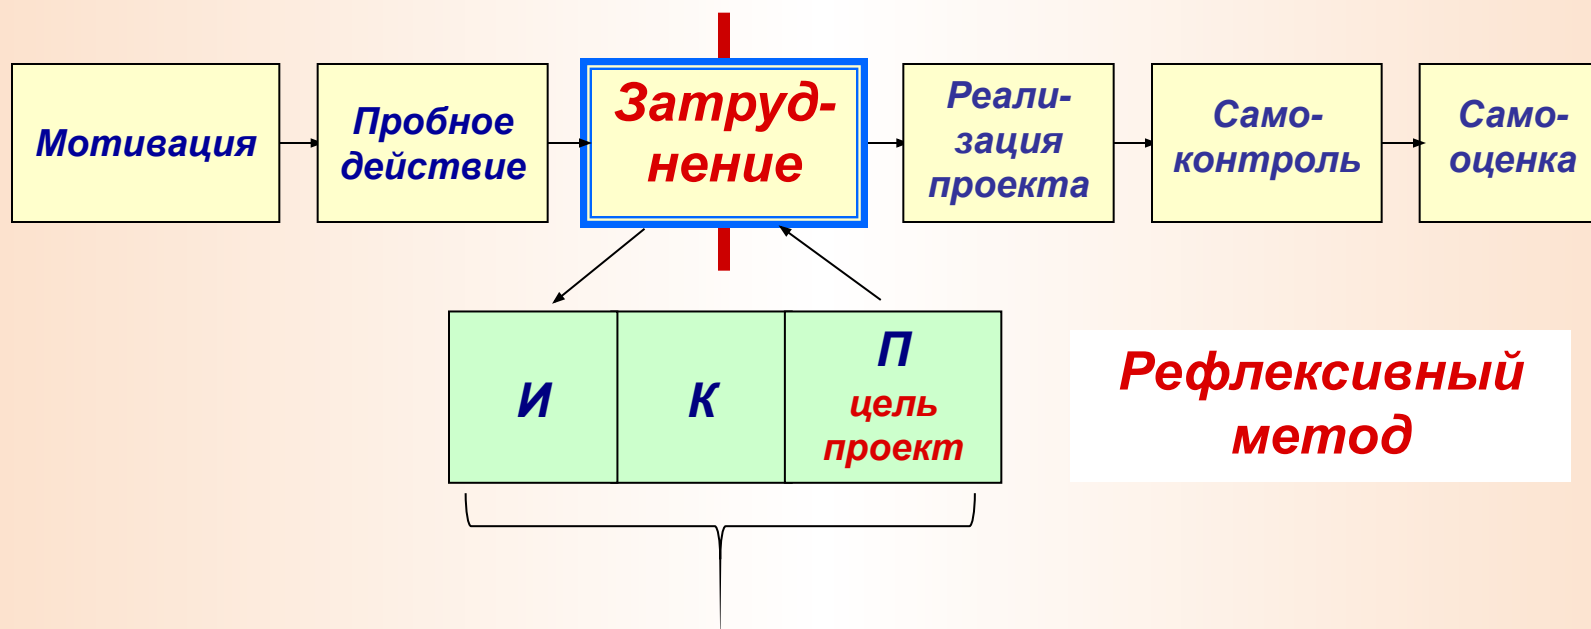 Мотивация
Пробное
действие
Затруд-
нение
Реали-
зация
проекта
Само-
контроль
Само-
оценка
И
К
П
цель
проект
Рефлексивный
метод